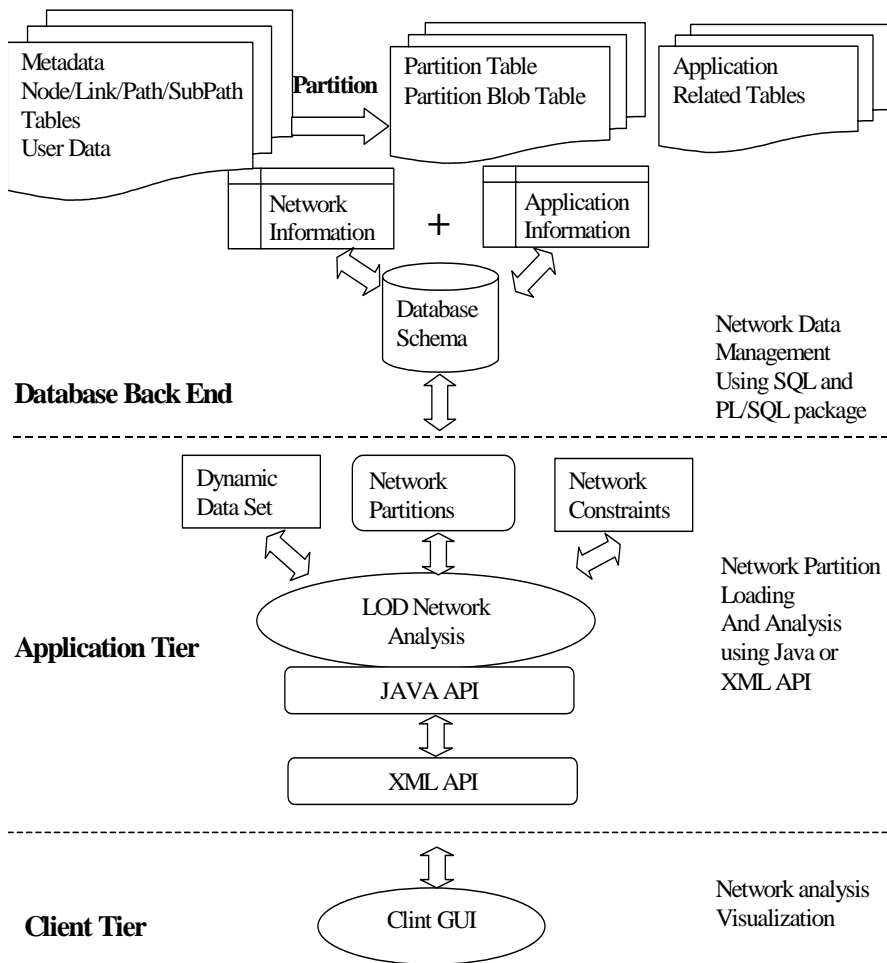 Metadata
Node/Link/Path/SubPath
Tables
User Data
Partition
Partition Table
Partition Blob Table
Application
Related Tables
Network
Information
+
Application
Information
Database
Schema
Network Data
Management
Using SQL and
PL/SQL package
Database Back End
Dynamic
Data Set
Network
Partitions
Network
Constraints
LOD Network
Analysis
Network Partition
Loading
And Analysis
using Java or
XML API
Application Tier
JAVA API
XML API
Network analysis
Visualization
Clint GUI
Client Tier